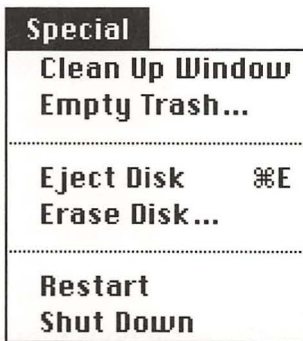 Special
Clean Up Window
Empty Trash...
Eject Disk ⌘E
Erase Disk...
Restart
Shut Down